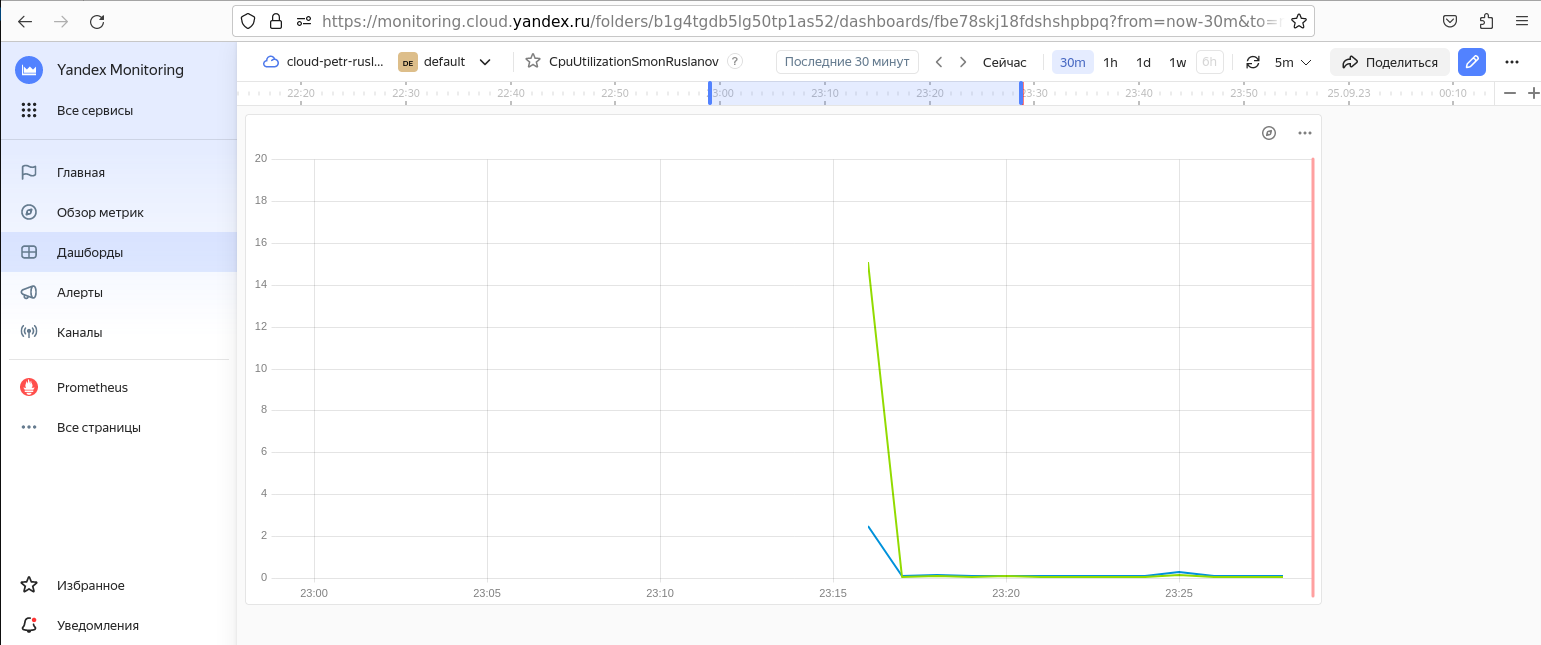 https://monitoring.cloud.yandex.ru/folders/b1g4tgdb5lg50tp1as52/dashboards/fbe78skj18fdshshpbpq?from=now-30m&to=
Yandex Monitoring
Все сервисы
Главная
Обзор метрик
Дашборды
Алерты
Каналы
Prometheus
Все страницы
Избранное
Уведомления
cloud-petr-rusl... DE default CpuUtilizationSmonRuslanov ? Последние 30 минут Сейчас 30m 1h 1d 1w 6h 5m Поделиться
22:20 22:30 22:40 22:50 23:00 23:10 23:20 23:30 23:40 23:50 25.09.23 00:10
20
18
16
14
12
10
8
6
4
2
0
23:00 23:05 23:10 23:15 23:20 23:25